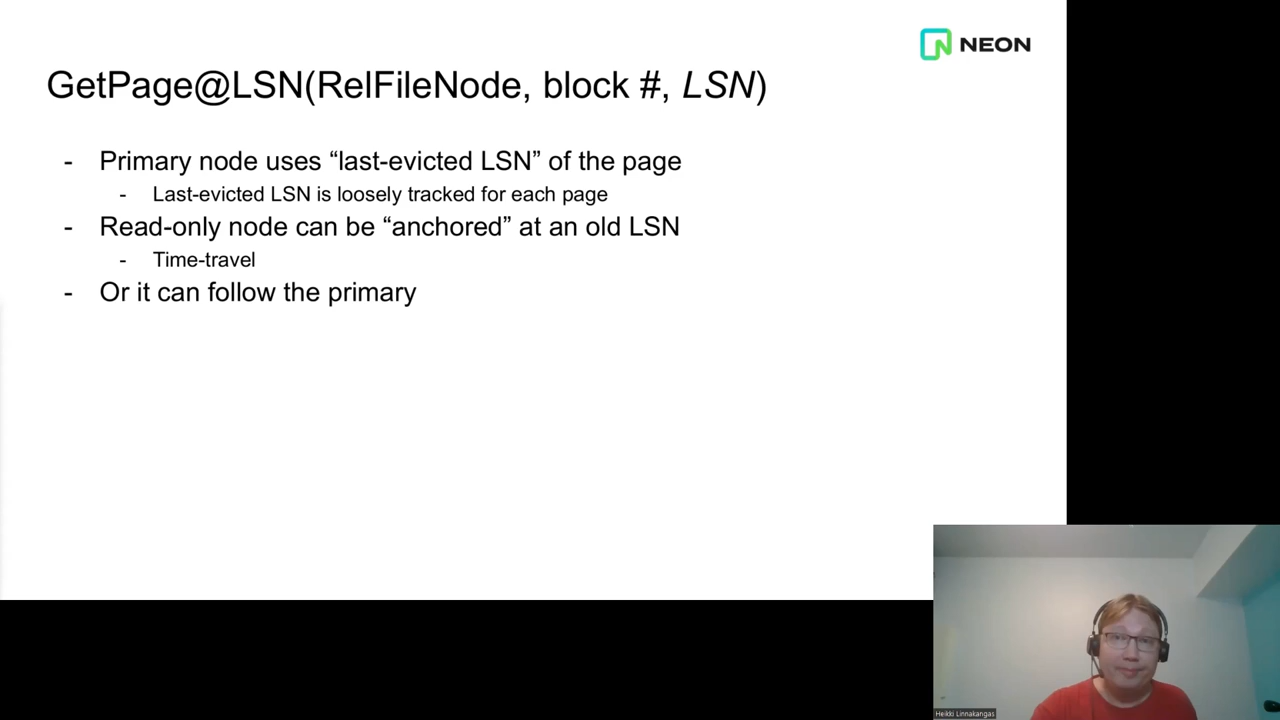 NEON
GetPage@LSN(RelFileNode, block #, LSN)
- Primary node uses “last-evicted LSN” of the page
- Last-evicted LSN is loosely tracked for each page
- Read-only node can be “anchored” at an old LSN
- Time-travel
- Or it can follow the primary
Heikki Linnakangas